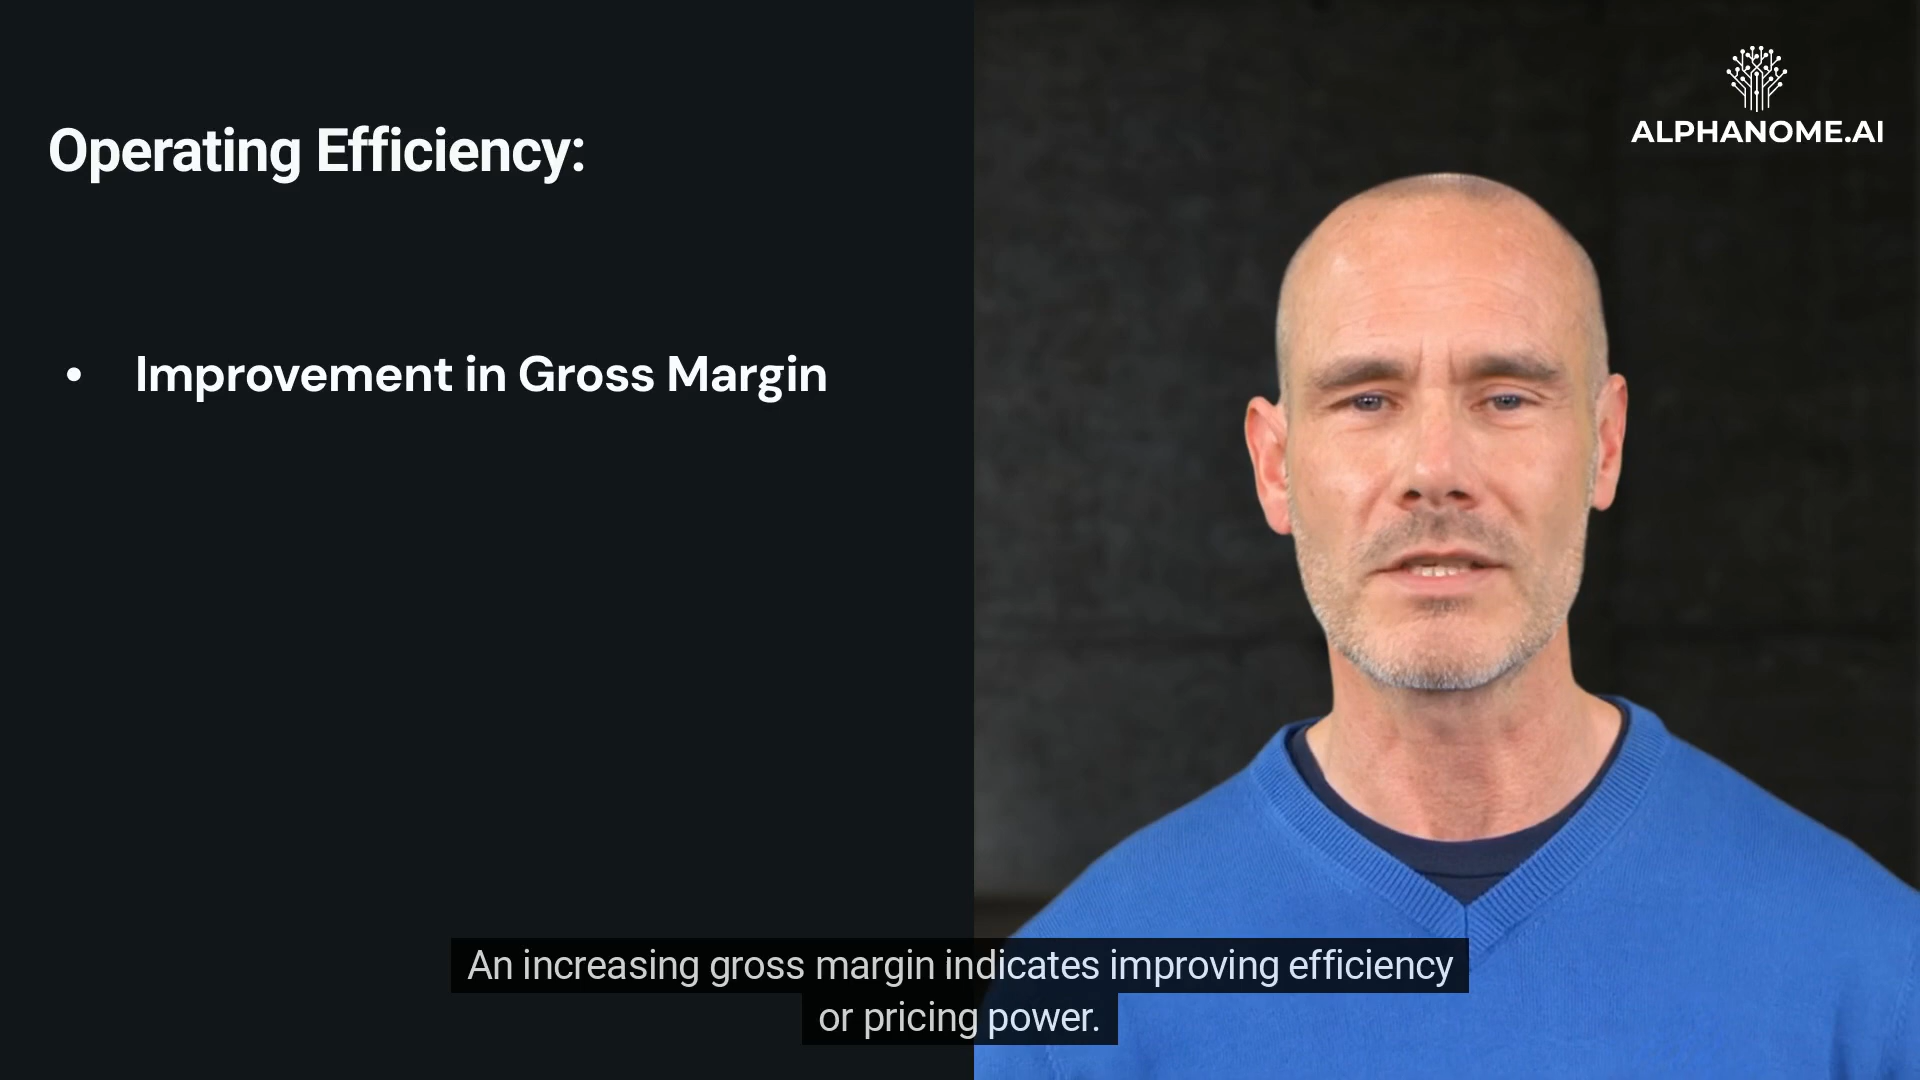 Operating Efficiency:
• Improvement in Gross Margin
ALPHANOME.AI
An increasing gross margin indicates improving efficiency
or pricing power.